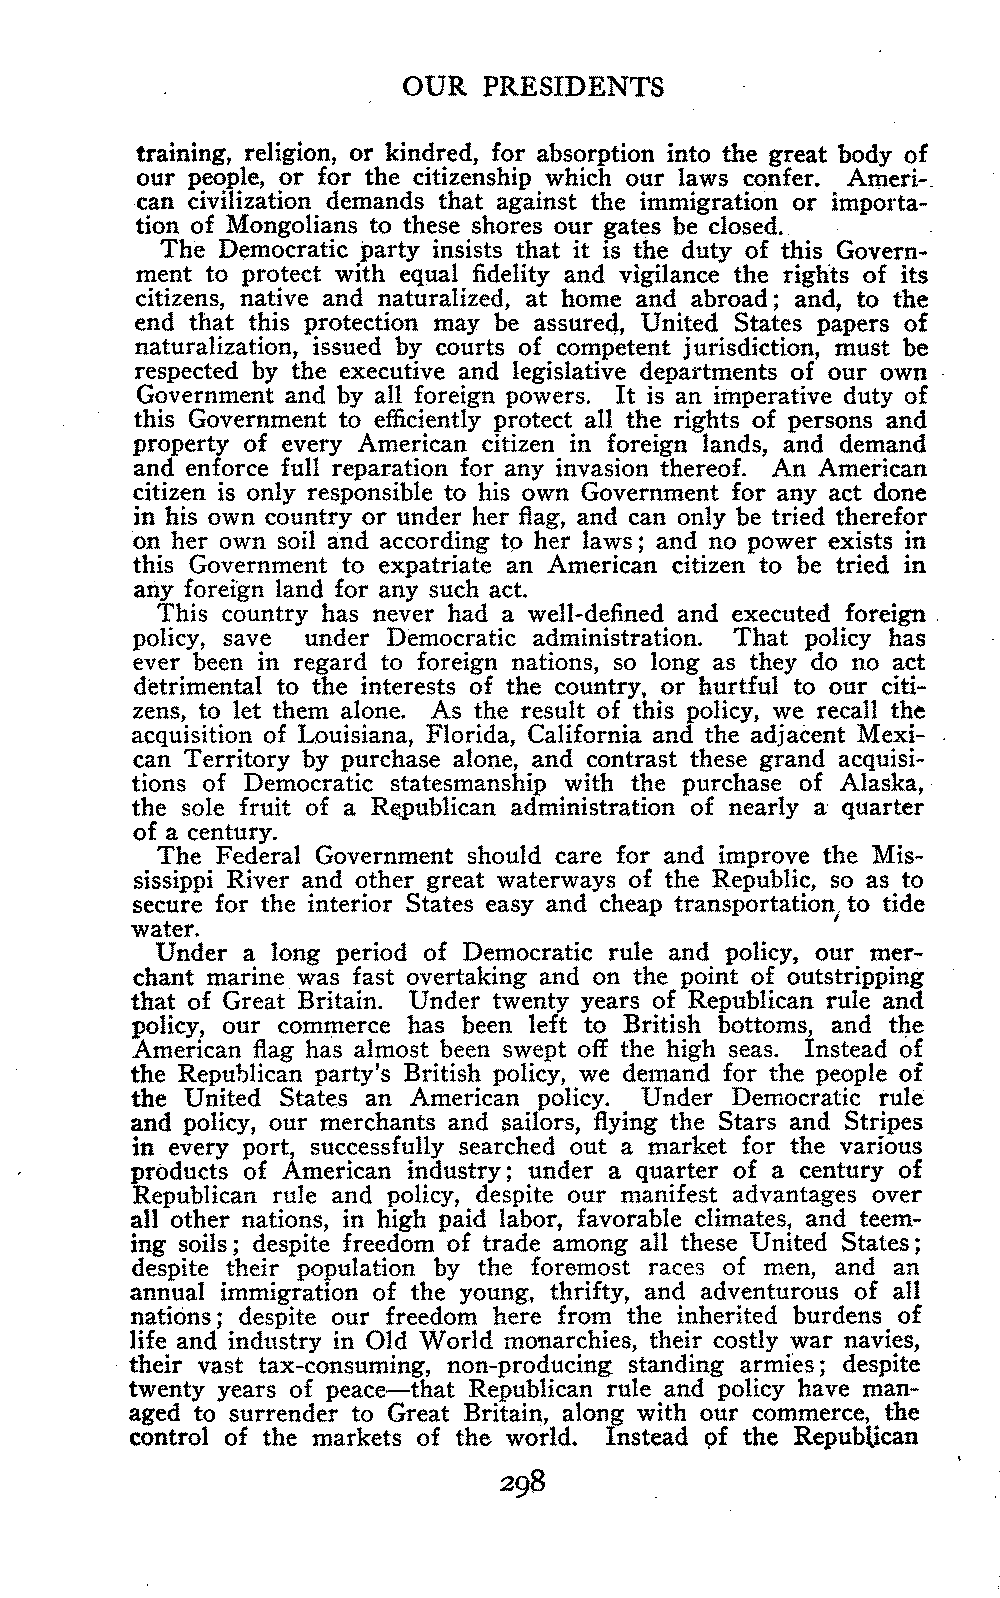 OUR PRESIDENTS
training, religion, or kindred, for absorption into the great body of
our people, or for the citizenship which our laws confer. Ameri-
can civilization demands that against the immigration or importa-
tion of Mongolians to these shores our gates be closed.
The Democratic party insists that it is the duty of this Govern-
ment to protect with equal fidelity and vigilance the rights of its
citizens, native and naturalized, at home and abroad; and, to the
end that this protection may be assured, United States papers of
naturalization, issued by courts of competent jurisdiction, must be
respected by the executive and legislative departments of our own
Government and by all foreign powers. It is an imperative duty of
this Government to efficiently protect all the rights of persons and
property of every American citizen in foreign lands, and demand
and enforce full reparation for any invasion thereof. An American
citizen is only responsible to his own Government for any act done
in his own country or under her flag, and can only be tried therefor
on her own soil and according to her laws; and no power exists in
this Government to expatriate an American citizen to be tried in
any foreign land for any such act.
This country has never had a well-defined and executed foreign
policy, save under Democratic administration. That policy has
ever been in regard to foreign nations, so long as they do no act
detrimental to the interests of the country, or hurtful to our citi-
zens, to let them alone. As the result of this policy, we recall the
acquisition of Louisiana, Florida, California and the adjacent Mexi-
can Territory by purchase alone, and contrast these grand acquisi-
tions of Democratic statesmanship with the purchase of Alaska,
the sole fruit of a Republican administration of nearly a quarter
of a century.
The Federal Government should care for and improve the Mis-
sissippi River and other great waterways of the Republic, so as to
secure for the interior States easy and cheap transportation to tide
water.
Under a long period of Democratic rule and policy, our mer-
chant marine was fast overtaking and on the point of outstripping
that of Great Britain. Under twenty years of Republican rule and
policy, our commerce has been left to British bottoms, and the
American flag has almost been swept off the high seas. Instead of
the Republican party's British policy, we demand for the people of
the United States an American policy. Under Democratic rule
and policy, our merchants and sailors, flying the Stars and Stripes
in every port, successfully searched out a market for the various
products of American industry; under a quarter of a century of
Republican rule and policy, despite our manifest advantages over
all other nations, in high paid labor, favorable climates, and teem-
ing soils; despite freedom of trade among all these United States;
despite their population by the foremost races of men, and an
annual immigration of the young, thrifty, and adventurous of all
nations; despite our freedom here from the inherited burdens of
life and industry in Old World monarchies, their costly war navies,
their vast tax-consuming, non-producing standing armies; despite
twenty years of peace—that Republican rule and policy have man-
aged to surrender to Great Britain, along with our commerce, the
control of the markets of the world. Instead of the Republican
298